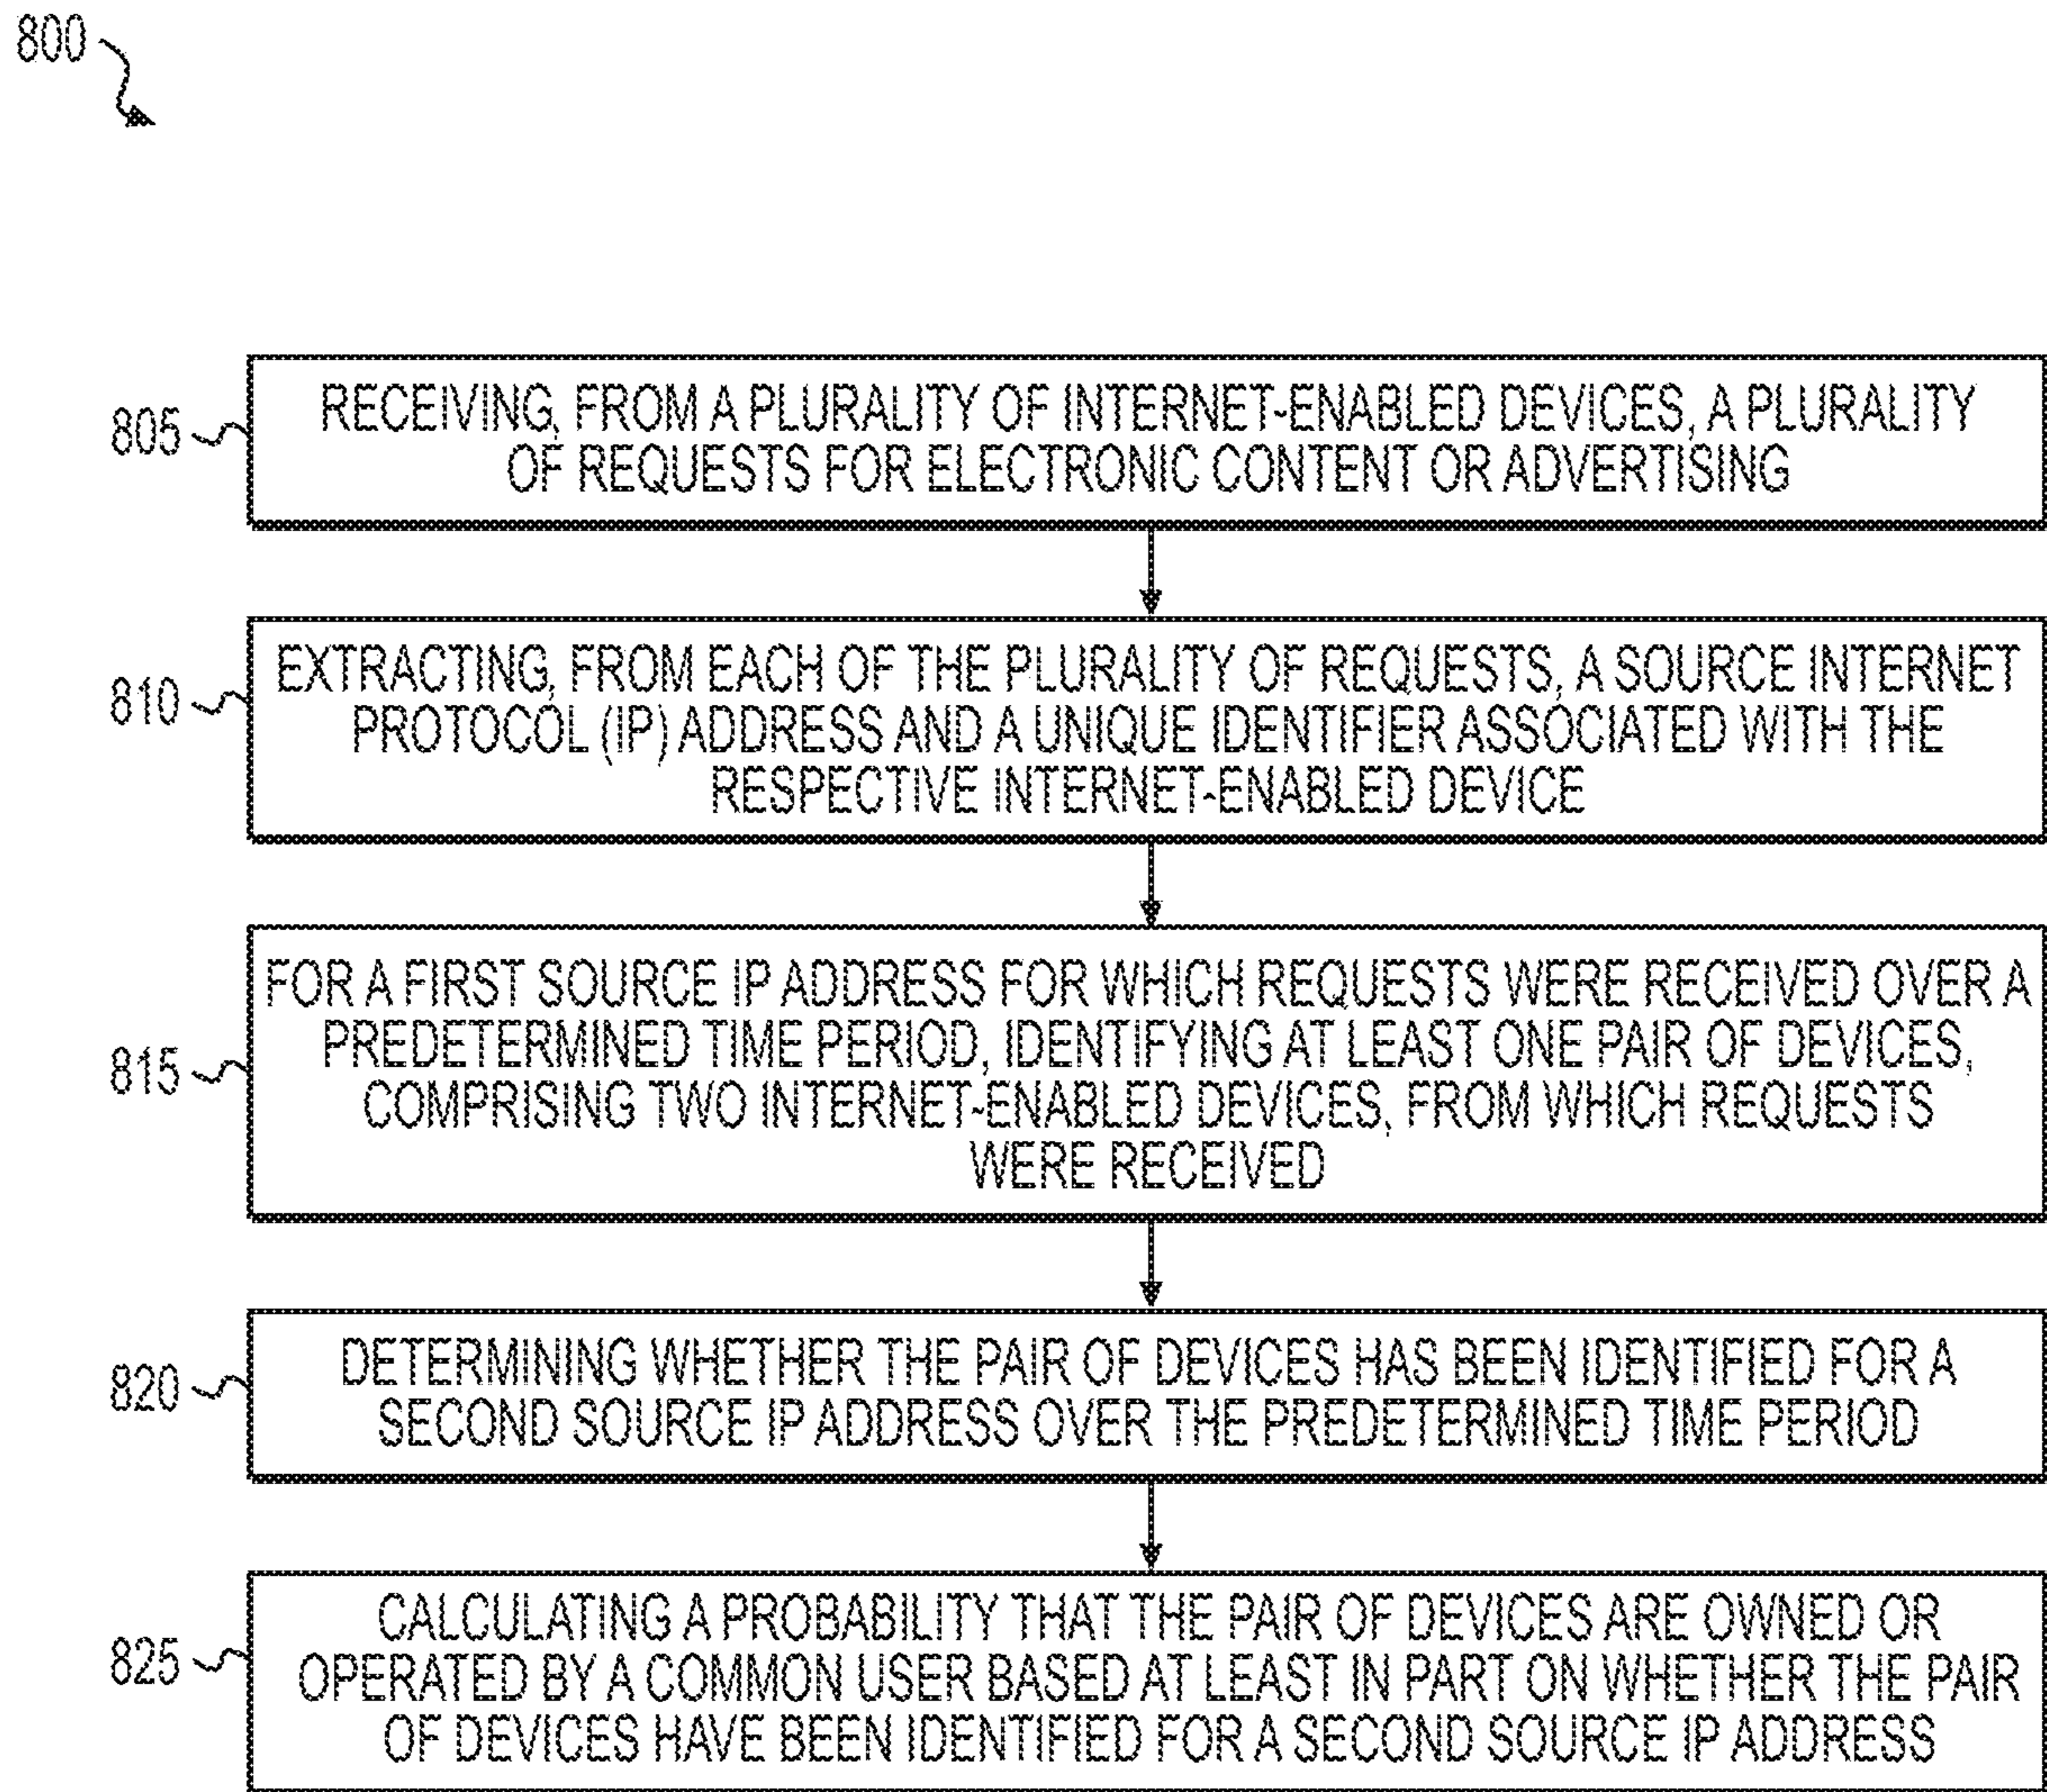 800
805
RECEIVING, FROM A PLURALITY OF INTERNET-ENABLED DEVICES, A PLURALITY
OF REQUESTS FOR ELECTRONIC CONTENT OR ADVERTISING
810
EXTRACTING, FROM EACH OF THE PLURALITY OF REQUESTS, A SOURCE INTERNET
PROTOCOL (IP) ADDRESS AND A UNIQUE IDENTIFIER ASSOCIATED WITH THE
RESPECTIVE INTERNET-ENABLED DEVICE
815
FOR A FIRST SOURCE IP ADDRESS FOR WHICH REQUESTS WERE RECEIVED OVER A
PREDETERMINED TIME PERIOD, IDENTIFYING AT LEAST ONE PAIR OF DEVICES,
COMPRISING TWO INTERNET-ENABLED DEVICES, FROM WHICH REQUESTS
WERE RECEIVED
820
DETERMINING WHETHER THE PAIR OF DEVICES HAS BEEN IDENTIFIED FOR A
SECOND SOURCE IP ADDRESS OVER THE PREDETERMINED TIME PERIOD
825
CALCULATING A PROBABILITY THAT THE PAIR OF DEVICES ARE OWNED OR
OPERATED BY A COMMON USER BASED AT LEAST IN PART ON WHETHER THE PAIR
OF DEVICES HAVE BEEN IDENTIFIED FOR A SECOND SOURCE IP ADDRESS